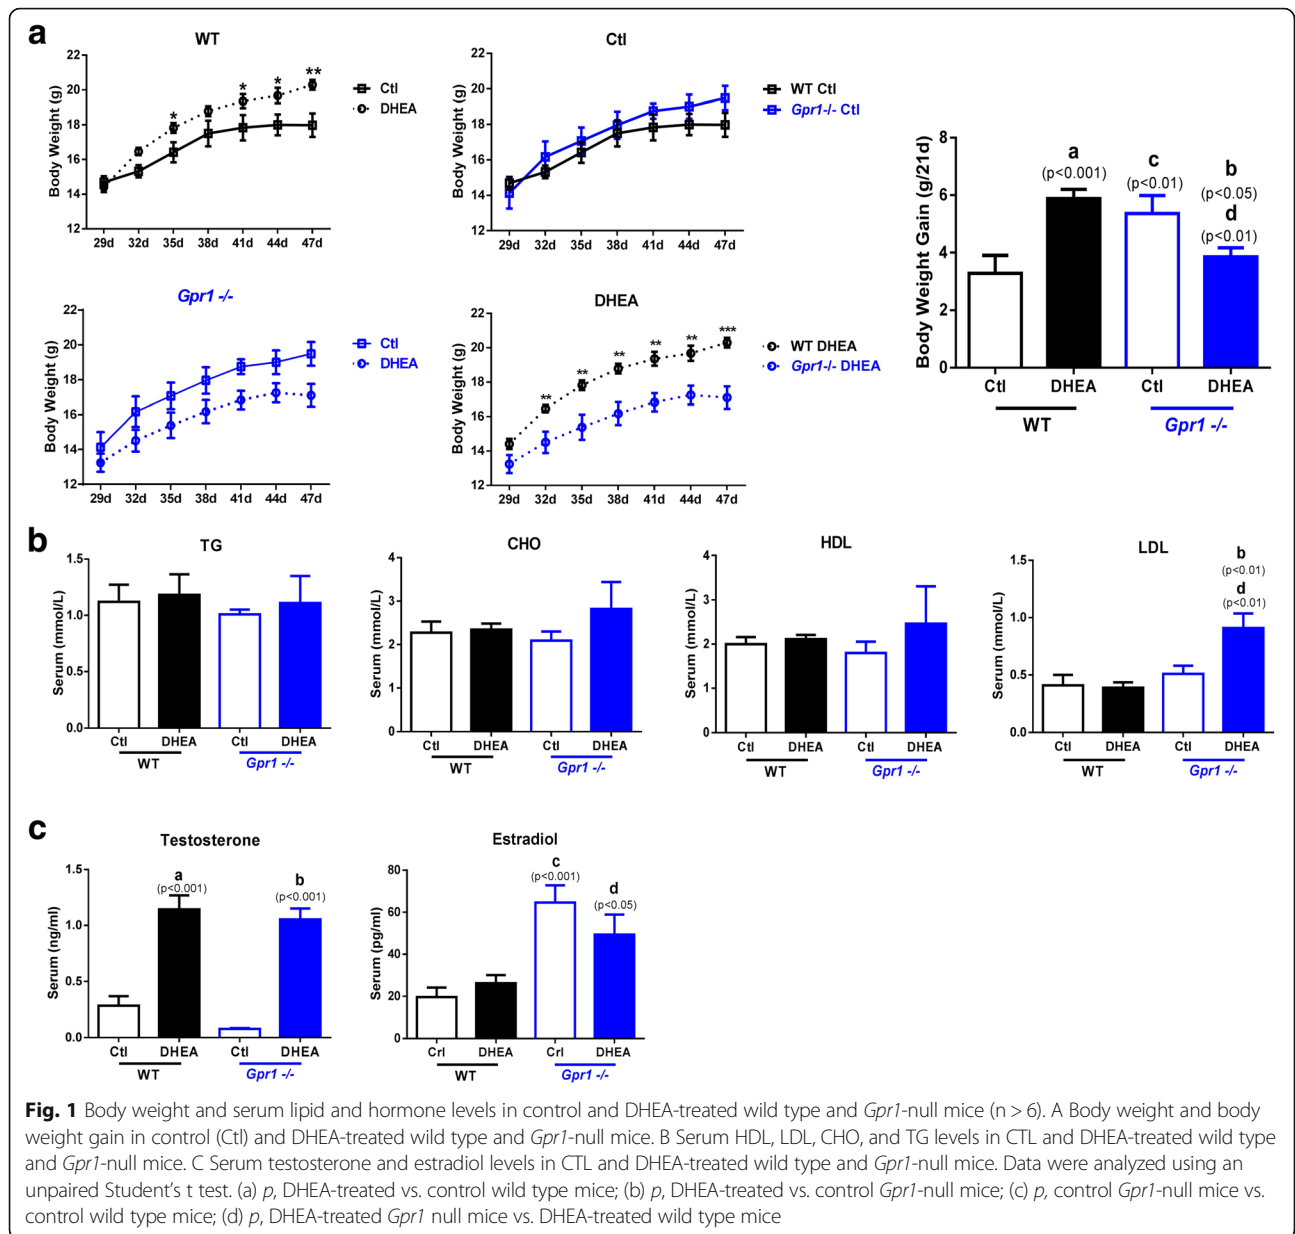 a
WT
22
20
18
16
14
12
Body Weight (g)
*
*
*
**
Ctl
DHEA
29d 32d 35d 38d 41d 44d 47d
Ctl
22
20
18
16
14
12
Body Weight (g)
WT Ctl
Gpr1-/- Ctl
29d 32d 35d 38d 41d 44d 47d
Gpr1 -/-
22
20
18
16
14
12
Body Weight (g)
Ctl
DHEA
29d 32d 35d 38d 41d 44d 47d
DHEA
22
20
18
16
14
12
Body Weight (g)
** ** ** ** ** ***
WT DHEA
Gpr1-/- DHEA
29d 32d 35d 38d 41d 44d 47d
Body Weight Gain (g/21d)
8
6
4
2
0
a
(p<0.001)
c
(p<0.01)
b
(p<0.05)
d
(p<0.01)
Ctl DHEA Ctl DHEA
WT Gpr1 -/-
b
TG
Serum (mmol/L)
1.5
1.0
0.5
0.0
Ctl DHEA Ctl DHEA
WT Gpr1 -/-
CHO
Serum (mmol/L)
4
3
2
1
0
Ctl DHEA Ctl DHEA
WT Gpr1 -/-
HDL
Serum (mmol/L)
4
3
2
1
0
Ctl DHEA Ctl DHEA
WT Gpr1 -/-
LDL
Serum (mmol/L)
1.5
1.0
0.5
0.0
b
(p<0.01)
d
(p<0.01)
Ctl DHEA Ctl DHEA
WT Gpr1 -/-
c
Testosterone
Serum (ng/ml)
1.5
1.0
0.5
0.0
a
(p<0.001)
b
(p<0.001)
Ctl DHEA Ctl DHEA
WT Gpr1 -/-
Estradiol
Serum (pg/ml)
80
60
40
20
0
c
(p<0.001)
d
(p<0.05)
Crl DHEA Crl DHEA
WT Gpr1 -/-
Fig. 1 Body weight and serum lipid and hormone levels in control and DHEA-treated wild type and Gpr1-null mice (n > 6). A Body weight and body
weight gain in control (Ctl) and DHEA-treated wild type and Gpr1-null mice. B Serum HDL, LDL, CHO, and TG levels in CTL and DHEA-treated wild type
and Gpr1-null mice. C Serum testosterone and estradiol levels in CTL and DHEA-treated wild type and Gpr1-null mice. Data were analyzed using an
unpaired Student's t test. (a) p, DHEA-treated vs. control wild type mice; (b) p, DHEA-treated vs. control Gpr1-null mice; (c) p, control Gpr1-null mice vs.
control wild type mice; (d) p, DHEA-treated Gpr1 null mice vs. DHEA-treated wild type mice